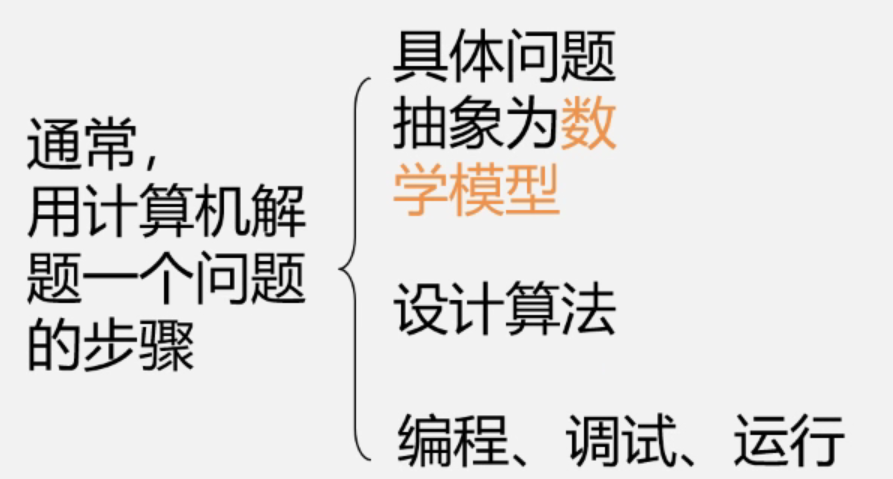 通常，
用计算机解
题一个问题
的步骤
具体问题
抽象为数
学模型
设计算法
编程、调试、运行